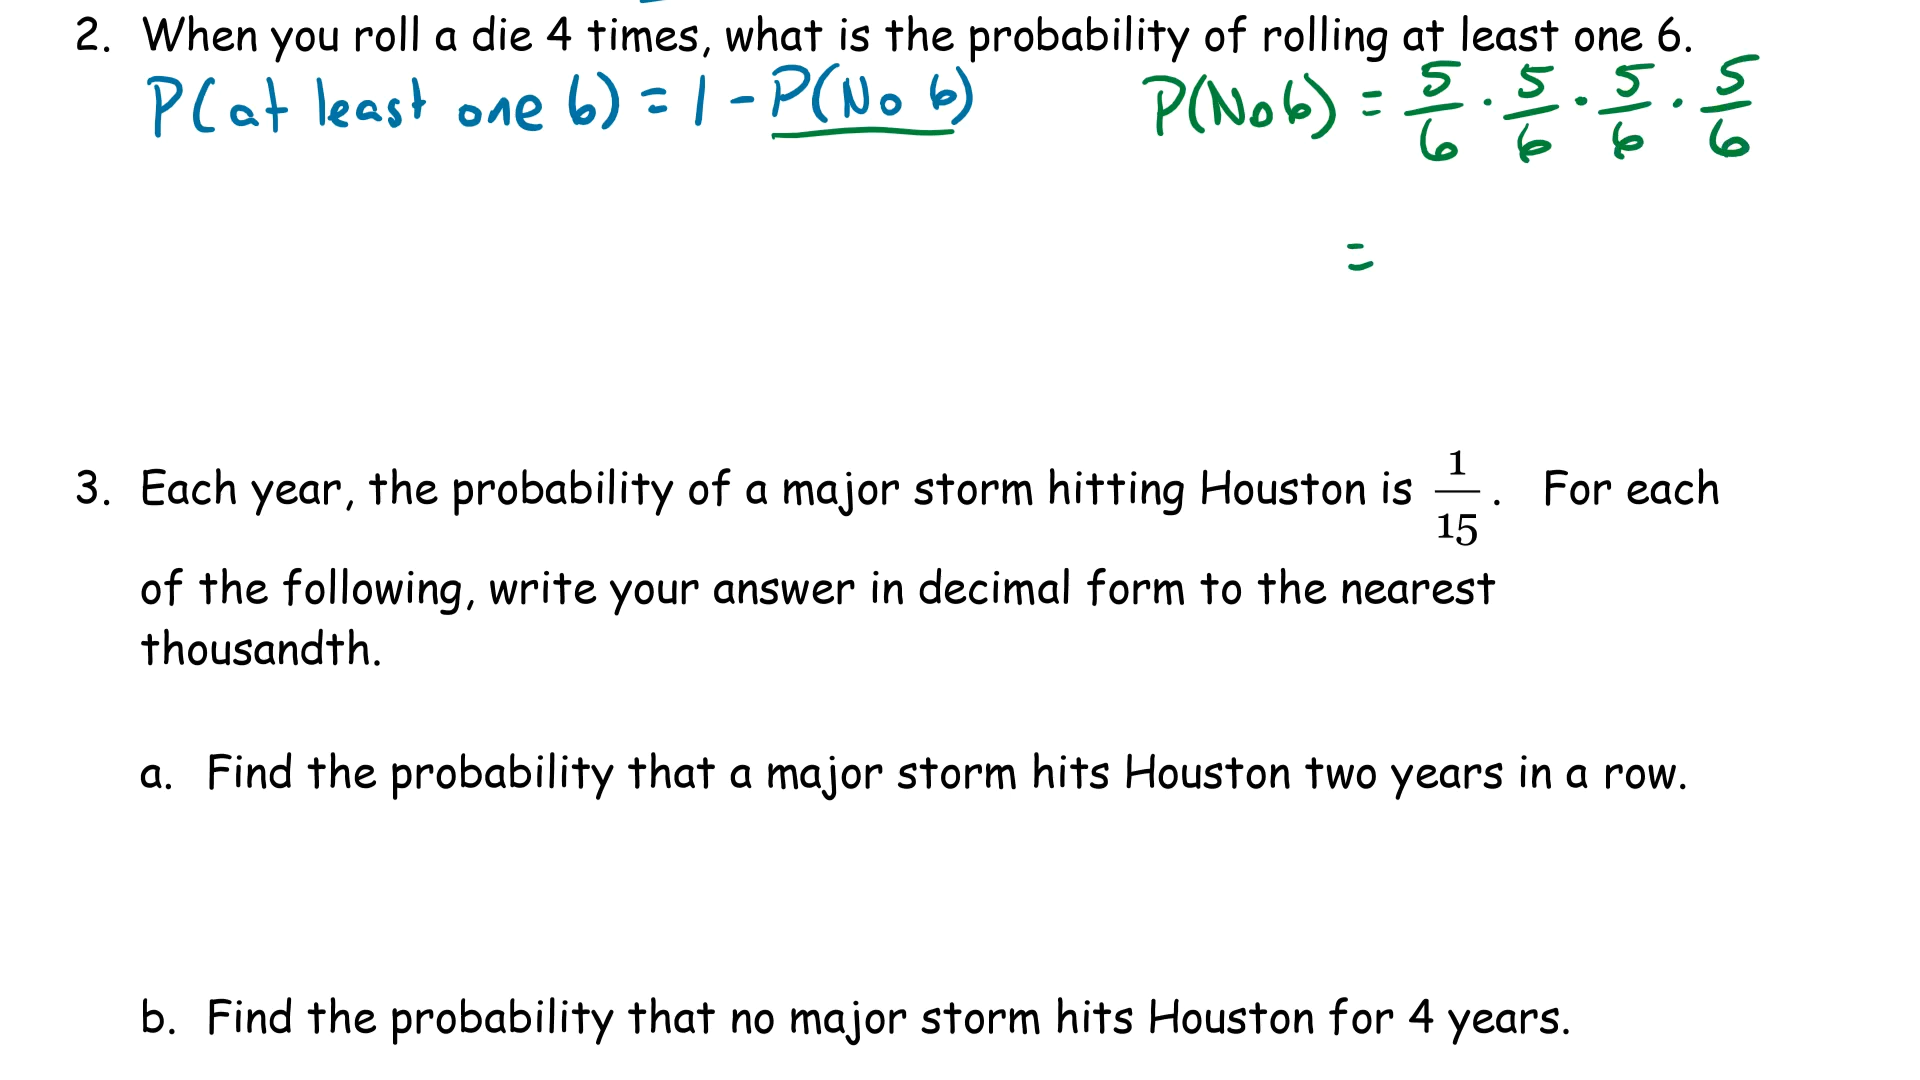 2. When you roll a die 4 times, what is the probability of rolling at least one 6.
P(at least one 6) = 1 - P(No 6) P(No 6) = 5/6 · 5/6 · 5/6 · 5/6
=
3. Each year, the probability of a major storm hitting Houston is 1/15. For each
of the following, write your answer in decimal form to the nearest
thousandth.
a. Find the probability that a major storm hits Houston two years in a row.
b. Find the probability that no major storm hits Houston for 4 years.